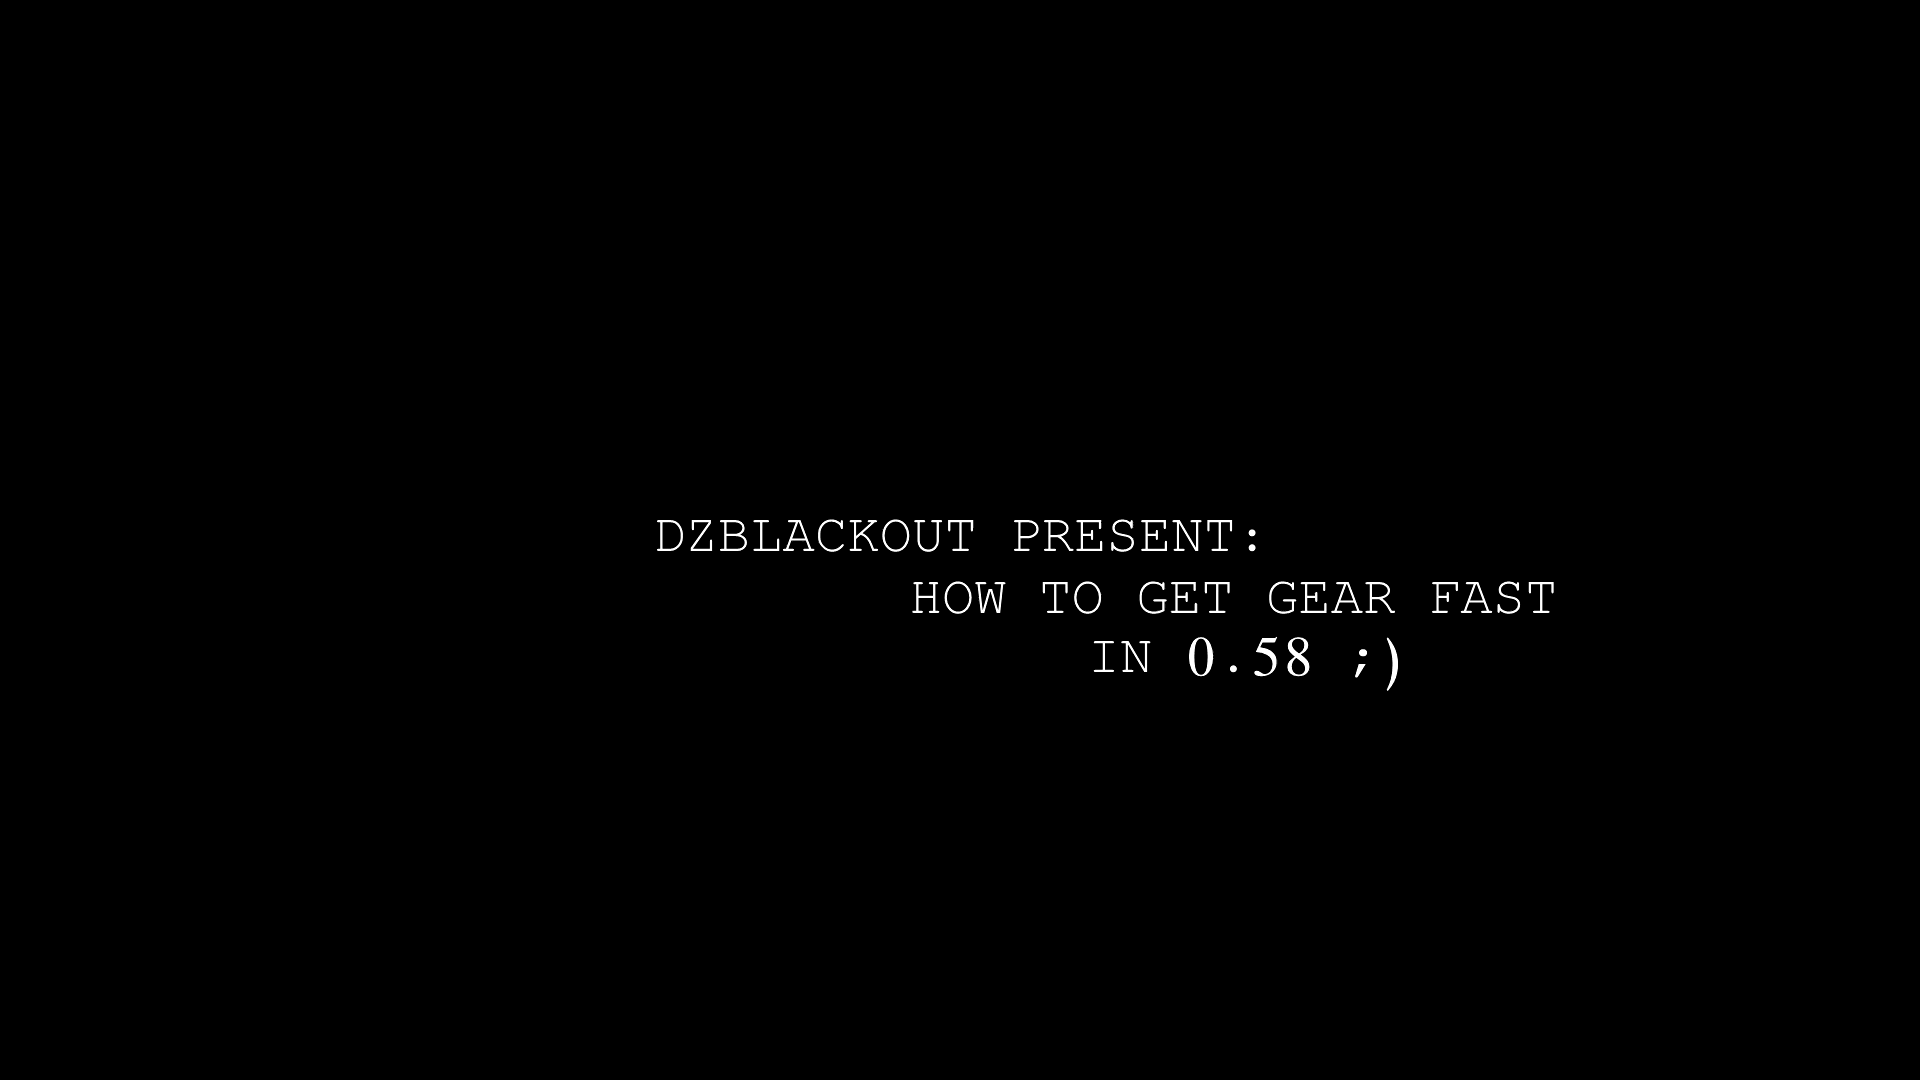 DZBLACKOUT PRESENT:
HOW TO GET GEAR FAST
IN 0.58 ;)